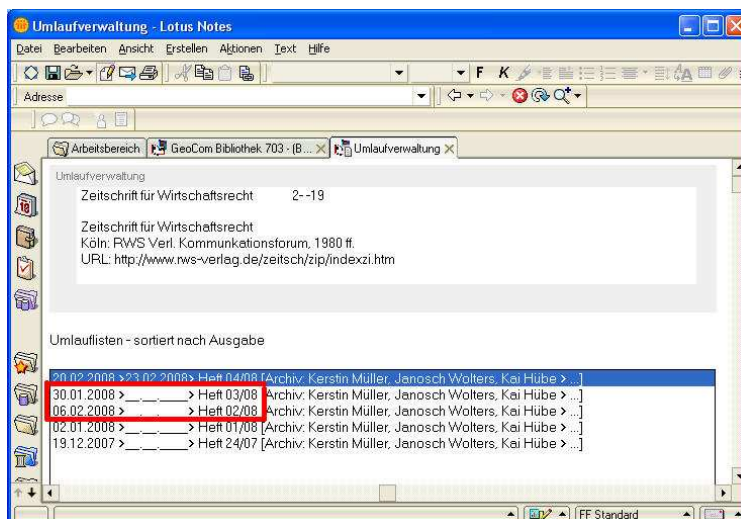 Umlaufverwaltung - Lotus Notes
Datei Bearbeiten Ansicht Erstellen Aktionen Text Hilfe
F K
Adresse
Arbeitsbereich GeoCom Bibliothek 703 - (B... Umlaufverwaltung
Umlaufverwaltung
Zeitschrift für Wirtschaftsrecht 2--19
Zeitschrift für Wirtschaftsrecht
Köln: RWS Verl. Kommunkationsforum, 1980 ff.
URL: http://www.rws-verlag.de/zeitsch/zip/indexzi.htm
Umlauflisten - sortiert nach Ausgabe
20.02.2008 >23.02.2008> Heft 04/08 [Archiv: Kerstin Müller, Janosch Wolters, Kai Hübe > ...]
30.01.2008 >__.__.____> Heft 03/08 [Archiv: Kerstin Müller, Janosch Wolters, Kai Hübe > ...]
06.02.2008 >__.__.____> Heft 02/08 [Archiv: Kerstin Müller, Janosch Wolters, Kai Hübe > ...]
02.01.2008 >__.__.____> Heft 01/08 [Archiv: Kerstin Müller, Janosch Wolters, Kai Hübe > ...]
19.12.2007 >__.__.____> Heft 24/07 [Archiv: Kerstin Müller, Janosch Wolters, Kai Hübe > ...]
FF Standard